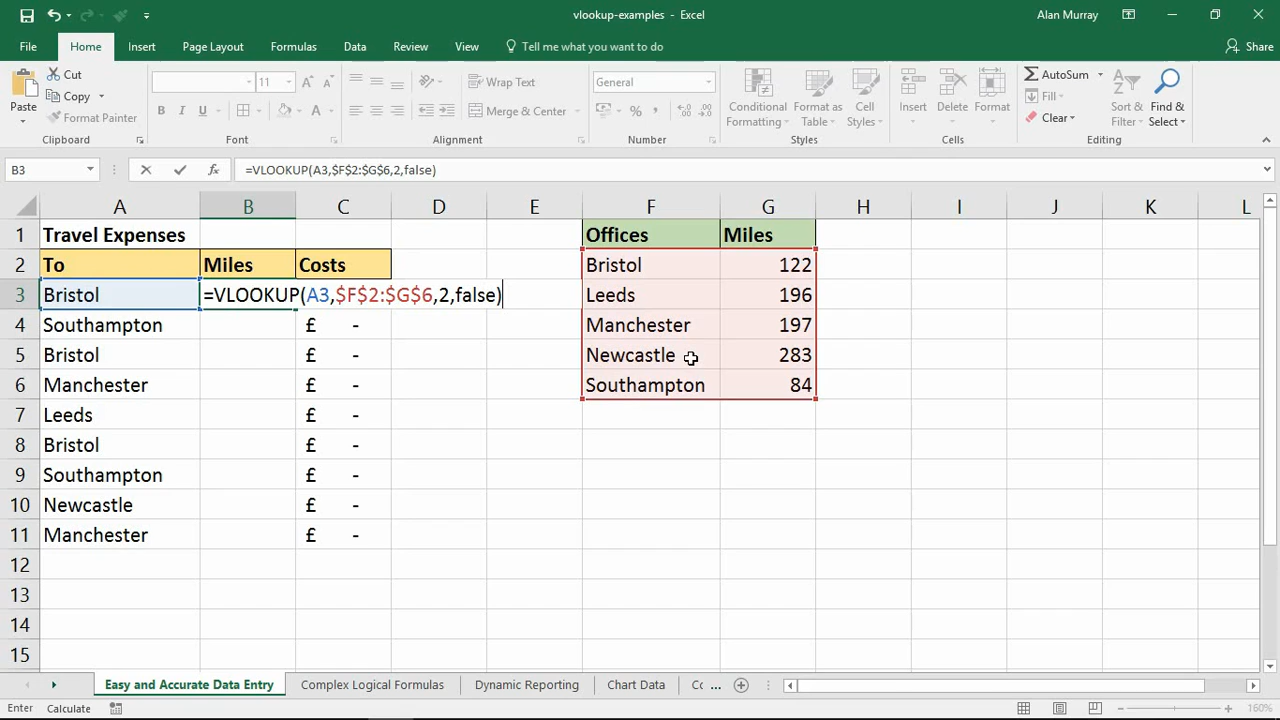 vlookup-examples - Excel
Alan Murray
File Home Insert Page Layout Formulas Data Review View Tell me what you want to do Share
Paste
Cut
Copy
Format Painter
Clipboard
11
B I U
Font
Wrap Text
Merge & Center
Alignment
General
%
Number
Conditional Formatting
Format as Table
Cell Styles
Styles
Insert
Delete
Format
Cells
AutoSum
Fill
Clear
Sort & Filter
Find & Select
Editing
B3 fx =VLOOKUP(A3,$F$2:$G$6,2,false)
A B C D E F G H I J K L
1 Travel Expenses Offices Miles
2 To Miles Costs Bristol 122
3 Bristol =VLOOKUP(A3,$F$2:$G$6,2,false) Leeds 196
4 Southampton £ - Manchester 197
5 Bristol £ - Newcastle 283
6 Manchester £ - Southampton 84
7 Leeds £ -
8 Bristol £ -
9 Southampton £ -
10 Newcastle £ -
11 Manchester £ -
12
13
14
15
Easy and Accurate Data Entry Complex Logical Formulas Dynamic Reporting Chart Data ...
Enter Calculate 160%